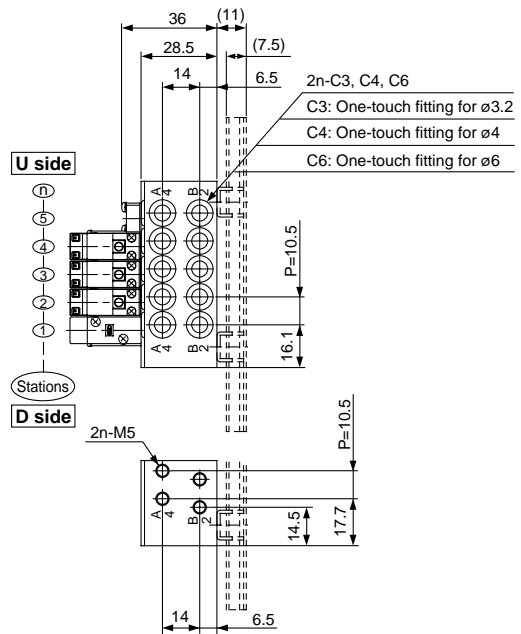 36
(11)
28.5
(7.5)
14
6.5
2n-C3, C4, C6
C3: One-touch fitting for ø3.2
C4: One-touch fitting for ø4
C6: One-touch fitting for ø6
U side
n
5
4
3
2
1
Stations
D side
A 4
B 2
P=10.5
A 4
B 2
16.1
2n-M5
P=10.5
A 4
B 2
14.5
17.7
14
6.5